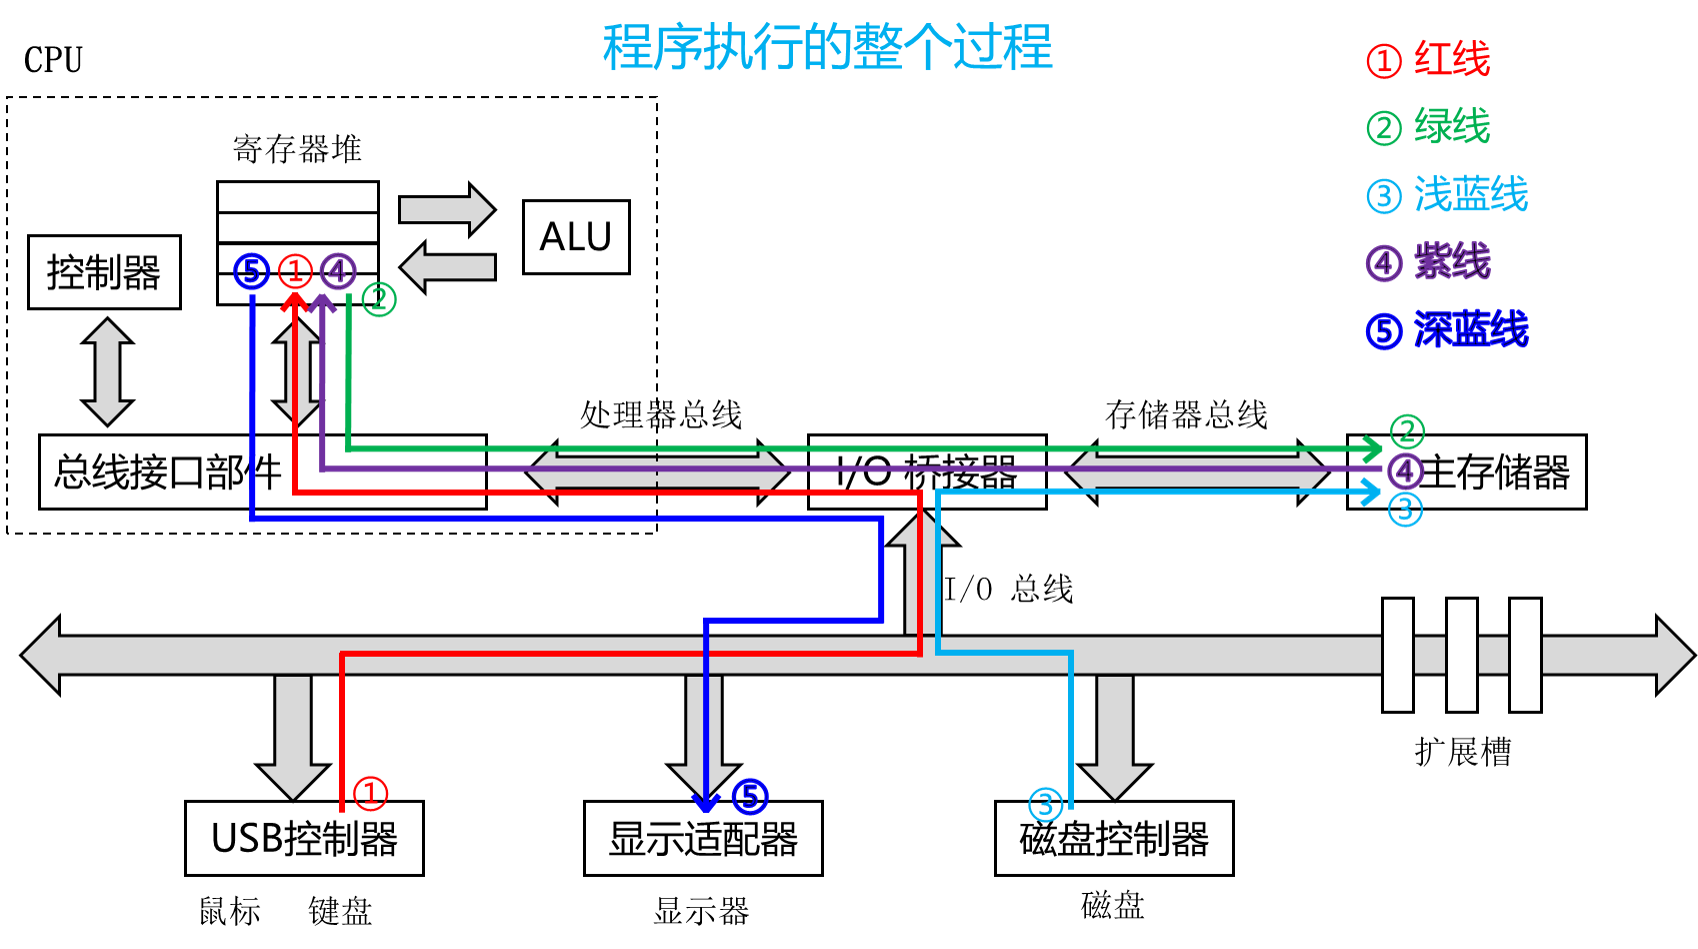 程序执行的整个过程
CPU
① 红线
② 绿线
③ 浅蓝线
④ 紫线
⑤ 深蓝线
寄存器堆
ALU
控制器
⑤ ① ④
②
处理器总线
存储器总线
②
总线接口部件
I/O 桥接器
④主存储器
③
I/O 总线
扩展槽
① ⑤ ③
USB控制器
显示适配器
磁盘控制器
鼠标 键盘
显示器
磁盘